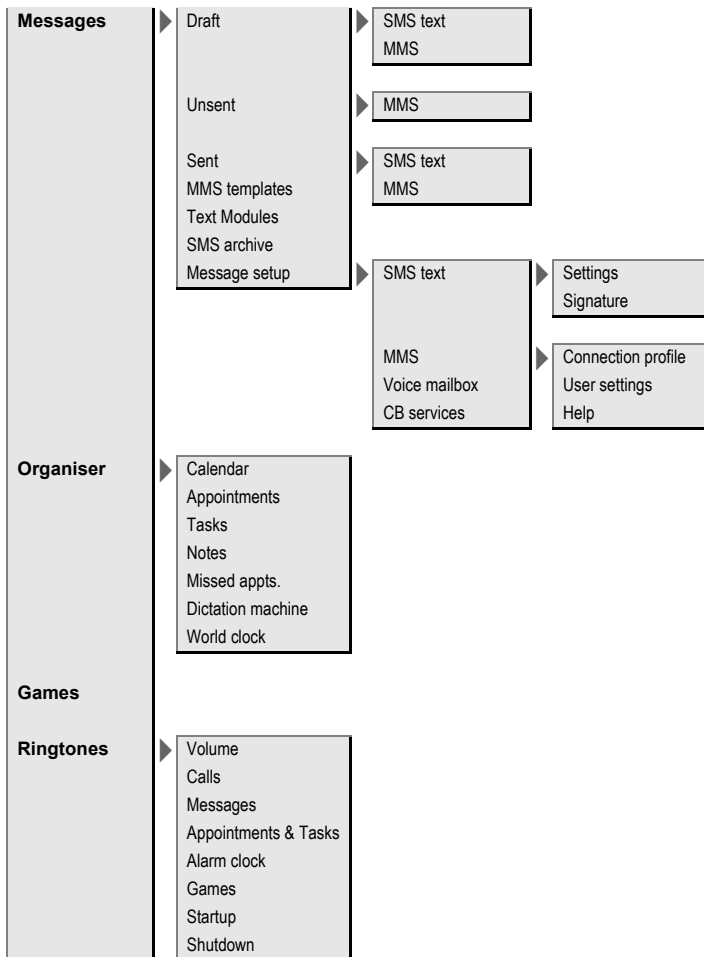 Messages Draft SMS text
MMS
Unsent MMS
Sent SMS text
MMS templates MMS
Text Modules
SMS archive
Message setup SMS text Settings
Signature
MMS Connection profile
Voice mailbox User settings
CB services Help
Organiser Calendar
Appointments
Tasks
Notes
Missed appts.
Dictation machine
World clock
Games
Ringtones Volume
Calls
Messages
Appointments & Tasks
Alarm clock
Games
Startup
Shutdown